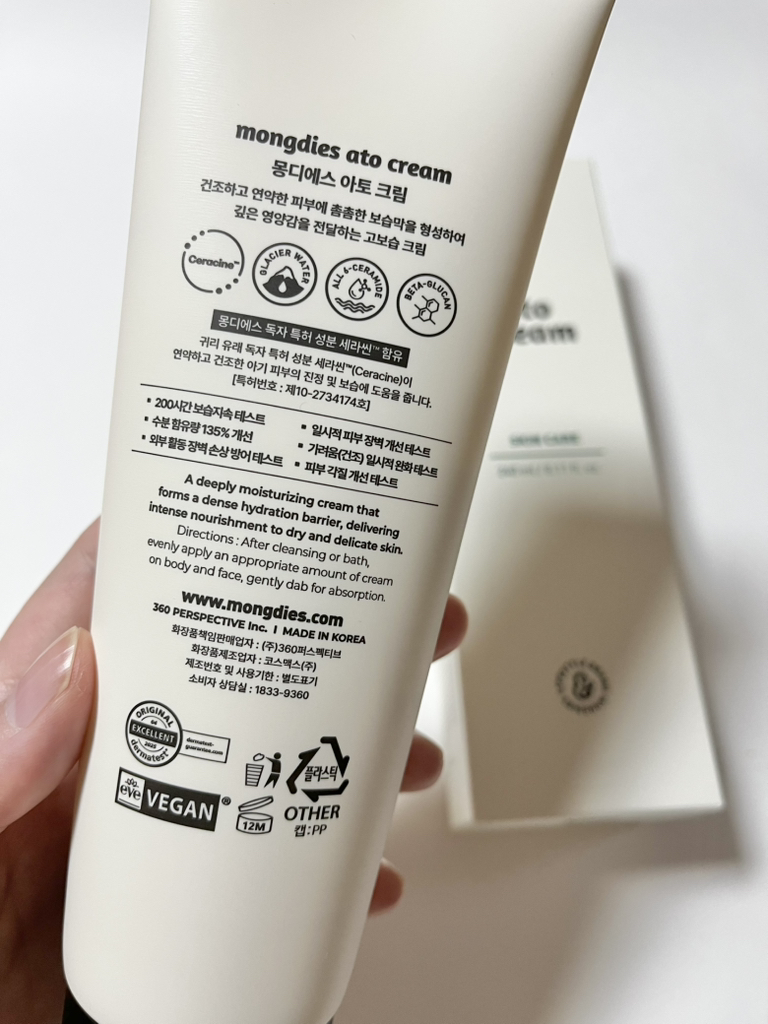 mongdies ato cream
몽디에스 아토 크림
건조하고 연약한 피부에 촘촘한 보습막을 형성하여
깊은 영양감을 전달하는 고보습 크림
Ceracine™
GLACIER WATER
ALL 6-CERAMIDE
BETA-GLUCAN
몽디에스 독자 특허 성분 세라씬™ 함유
귀리 유래 독자 특허 성분 세라씬™(Ceracine)이
연약하고 건조한 아기 피부의 진정 및 보습에 도움을 줍니다.
[특허번호 : 제10-2734174호]
▪ 200시간 보습지속 테스트
▪ 수분 함유량 135% 개선
▪ 외부 활동 장벽 손상 방어 테스트
▪ 일시적 피부 장벽 개선 테스트
▪ 가려움(건조) 일시적 완화 테스트
▪ 피부 각질 개선 테스트
A deeply moisturizing cream that
forms a dense hydration barrier, delivering
intense nourishment to dry and delicate skin.
Directions : After cleansing or bath,
evenly apply an appropriate amount of cream
on body and face, gently dab for absorption.
www.mongdies.com
360 PERSPECTIVE Inc. I MADE IN KOREA
화장품책임판매업자 : (주)360퍼스펙티브
화장품제조업자 : 코스맥스(주)
제조번호 및 사용기한 : 별도표기
소비자 상담실 : 1833-9360
ORIGINAL
EXCELLENT
dermatest®
dermatest-
guarantee.com
eve VEGAN®
12M
플라스틱
OTHER
캡:PP
to
eam
SKIN CARE